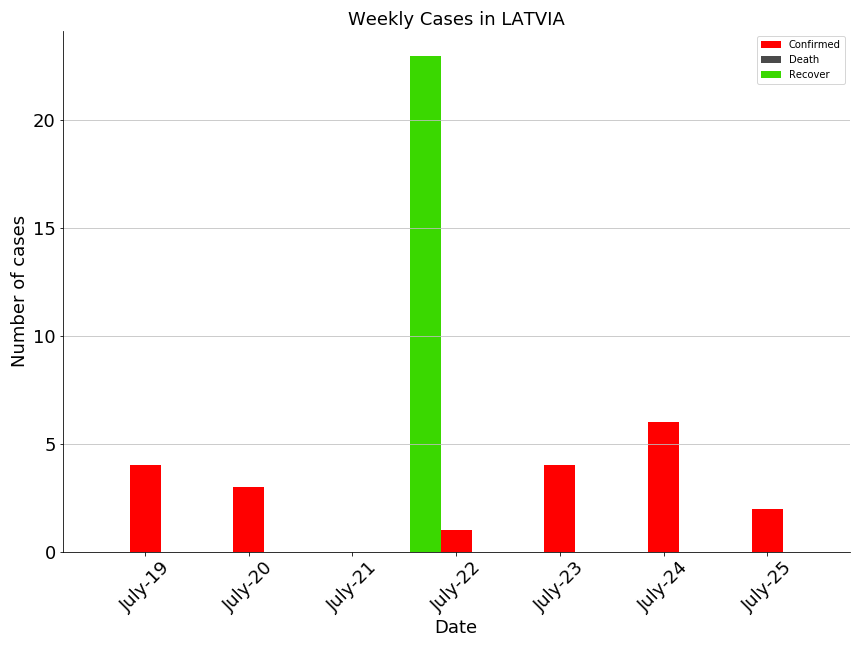 Weekly Cases in LATVIA
Confirmed
Death
Recover
Number of cases
20
15
10
5
0
July-19
July-20
July-21
July-22
July-23
July-24
July-25
Date